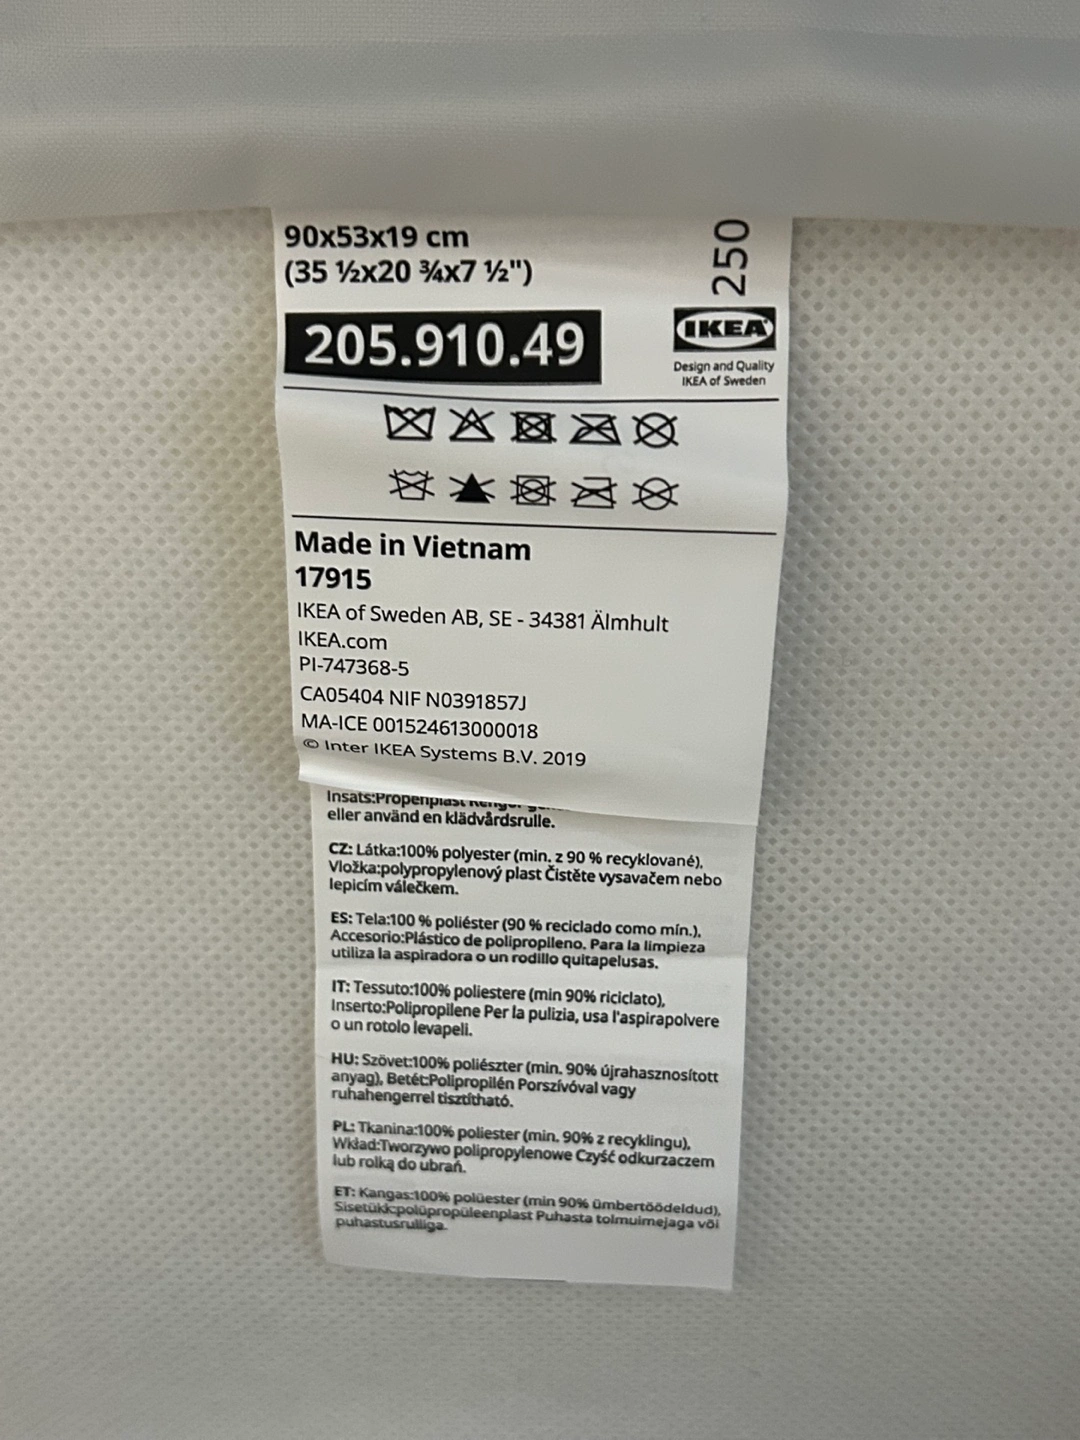 90x53x19 cm
(35 ½x20 ¾x7 ½")
250
205.910.49
IKEA
Design and Quality
IKEA of Sweden
Made in Vietnam
17915
IKEA of Sweden AB, SE - 34381 Älmhult
IKEA.com
PI-747368-5
CA05404 NIF N0391857J
MA-ICE 001524613000018
© Inter IKEA Systems B.V. 2019
Insats:Propenplast
eller använd en klädvårdsrulle.
CZ: Látka:100% polyester (min. z 90 % recyklované),
Vložka:polypropylenový plast Čistěte vysavačem nebo
lepicím válečkem.
ES: Tela:100 % poliéster (90 % reciclado como mín.),
Accesorio:Plástico de polipropileno. Para la limpieza
utiliza la aspiradora o un rodillo quitapelusas.
IT: Tessuto:100% poliestere (min 90% riciclato),
Inserto:Polipropilene Per la pulizia, usa l'aspirapolvere
o un rotolo levapeli.
HU: Szövet:100% poliészter (min. 90% újrahasznosított
anyag), Betét:Polipropilén Porszívóval vagy
ruhahengerrel tisztítható.
PL: Tkanina:100% poliester (min. 90% z recyklingu),
Wkład:Tworzywo polipropylenowe Czyść odkurzaczem
lub rolką do ubrań.
ET: Kangas:100% polüester (min 90% ümbertöödeldud),
Sisetükk:polüpropüleenplast Puhasta tolmuimejaga või
puhastusrulliga.